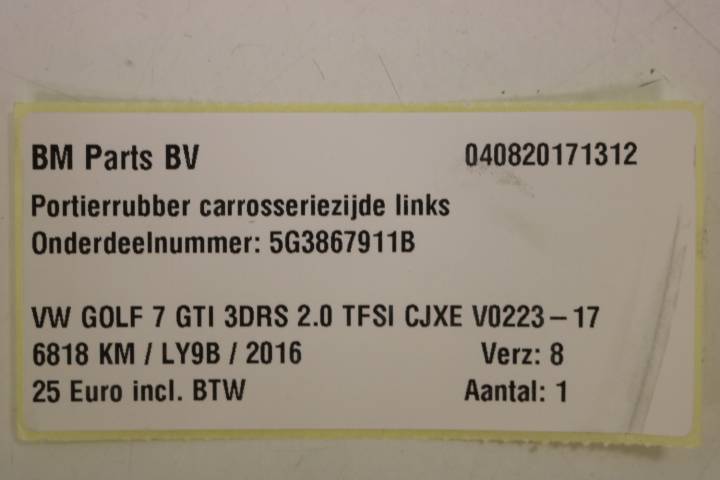 BM Parts BV 040820171312
Portierrubber carrosseriezijde links
Onderdeelnummer: 5G3867911B
VW GOLF 7 GTI 3DRS 2.0 TFSI CJXE V0223-17
6818 KM / LY9B / 2016 Verz: 8
25 Euro incl. BTW Aantal: 1